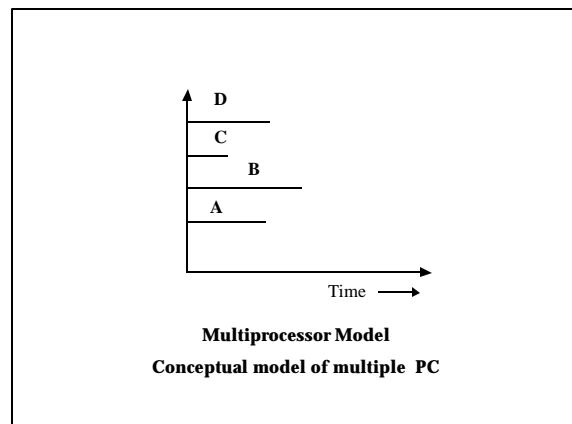 D
C
B
A
Time
Multiprocessor Model
Conceptual model of multiple PC